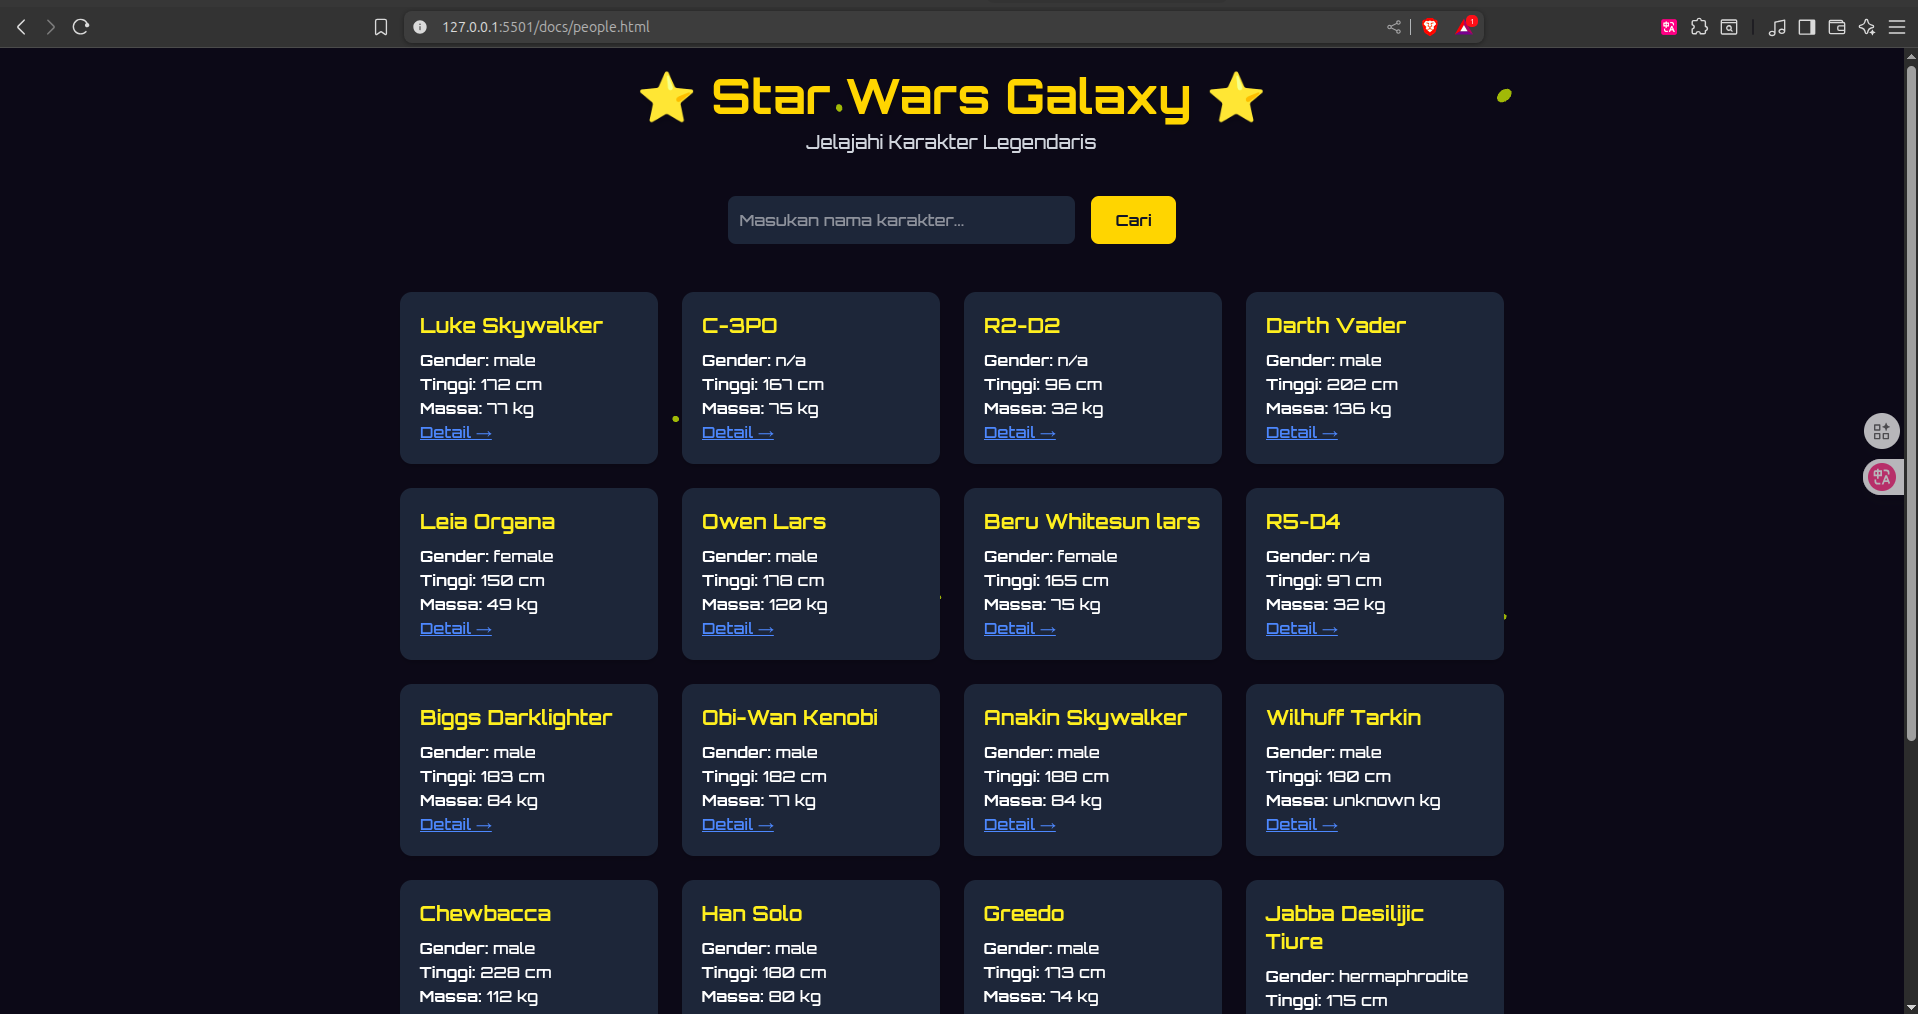 127.0.0.1:5501/docs/people.html
1
⭐ Star Wars Galaxy ⭐
Jelajahi Karakter Legendaris
Masukan nama karakter...
Cari
Luke Skywalker
Gender: male
Tinggi: 172 cm
Massa: 77 kg
Detail →
C-3PO
Gender: n/a
Tinggi: 167 cm
Massa: 75 kg
Detail →
R2-D2
Gender: n/a
Tinggi: 96 cm
Massa: 32 kg
Detail →
Darth Vader
Gender: male
Tinggi: 202 cm
Massa: 136 kg
Detail →
Leia Organa
Gender: female
Tinggi: 150 cm
Massa: 49 kg
Detail →
Owen Lars
Gender: male
Tinggi: 178 cm
Massa: 120 kg
Detail →
Beru Whitesun lars
Gender: female
Tinggi: 165 cm
Massa: 75 kg
Detail →
R5-D4
Gender: n/a
Tinggi: 97 cm
Massa: 32 kg
Detail →
Biggs Darklighter
Gender: male
Tinggi: 183 cm
Massa: 84 kg
Detail →
Obi-Wan Kenobi
Gender: male
Tinggi: 182 cm
Massa: 77 kg
Detail →
Anakin Skywalker
Gender: male
Tinggi: 188 cm
Massa: 84 kg
Detail →
Wilhuff Tarkin
Gender: male
Tinggi: 180 cm
Massa: unknown kg
Detail →
Chewbacca
Gender: male
Tinggi: 228 cm
Massa: 112 kg
Han Solo
Gender: male
Tinggi: 180 cm
Massa: 80 kg
Greedo
Gender: male
Tinggi: 173 cm
Massa: 74 kg
Jabba Desilijic
Tiure
Gender: hermaphrodite
Tinggi: 175 cm